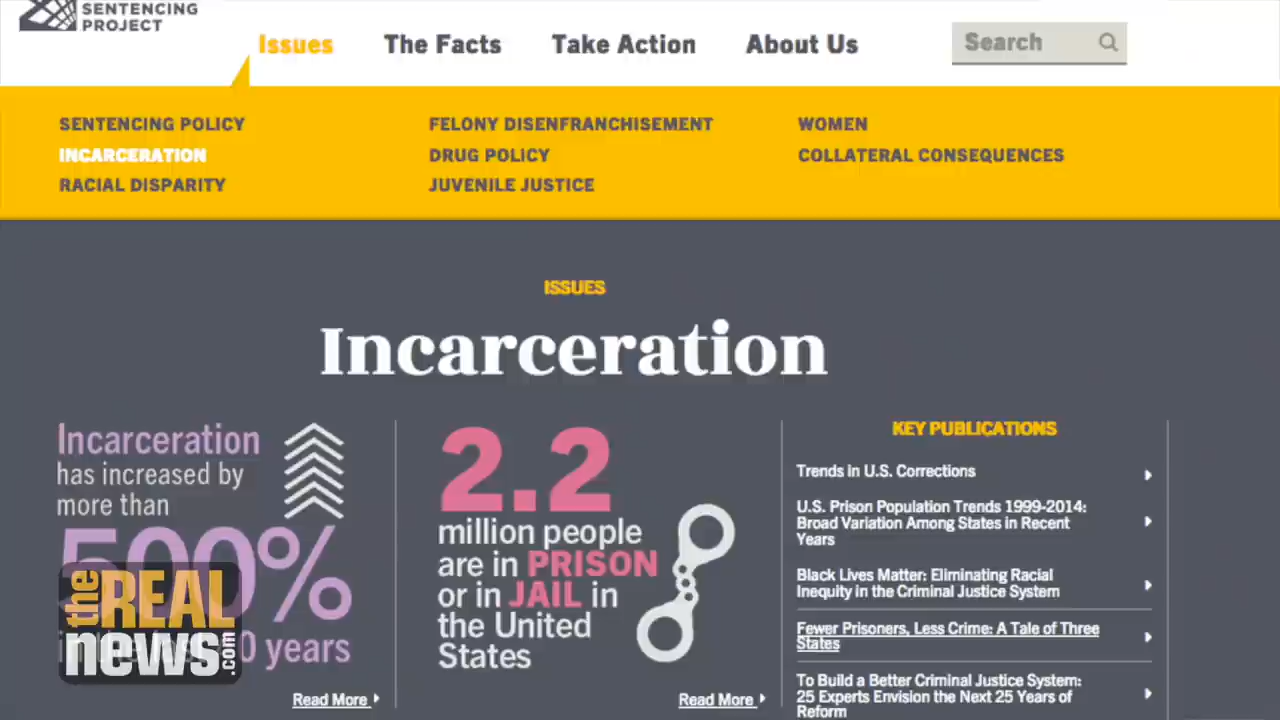 SENTENCING
PROJECT
Issues
The Facts
Take Action
About Us
Search
SENTENCING POLICY
INCARCERATION
RACIAL DISPARITY
FELONY DISENFRANCHISEMENT
DRUG POLICY
JUVENILE JUSTICE
WOMEN
COLLATERAL CONSEQUENCES
ISSUES
Incarceration
Incarceration
has increased by
more than
500%
0 years
Read More
2.2
million people
are in PRISON
or in JAIL in
the United
States
Read More
KEY PUBLICATIONS
Trends in U.S. Corrections
U.S. Prison Population Trends 1999-2014:
Broad Variation Among States in Recent
Years
Black Lives Matter: Eliminating Racial
Inequity in the Criminal Justice System
Fewer Prisoners, Less Crime: A Tale of Three
States
To Build a Better Criminal Justice System:
25 Experts Envision the Next 25 Years of
Reform
the REAL
news.com